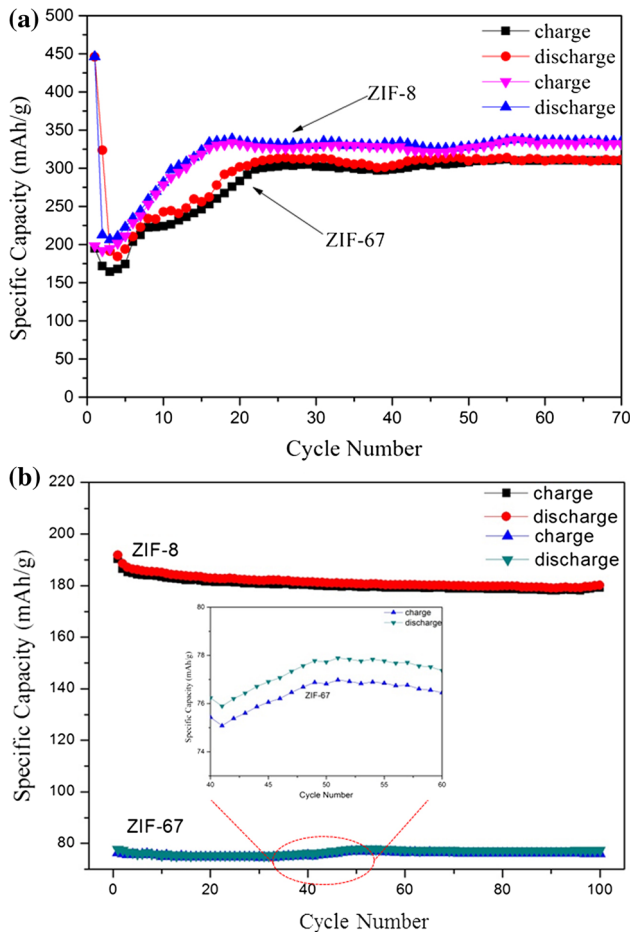 (a)
500
450
400
350
300
250
200
150
100
50
0
Specific Capacity (mAh/g)
charge
discharge
charge
discharge
ZIF-8
ZIF-67
0 10 20 30 40 50 60 70
Cycle Number
(b)
220
200
180
160
140
120
100
80
Specific Capacity (mAh/g)
charge
discharge
charge
discharge
ZIF-8
80
78
76
74
Specific Capacity (mAh/g)
charge
discharge
ZIF-67
40 45 50 55 60
Cycle Number
ZIF-67
0 20 40 60 80 100
Cycle Number